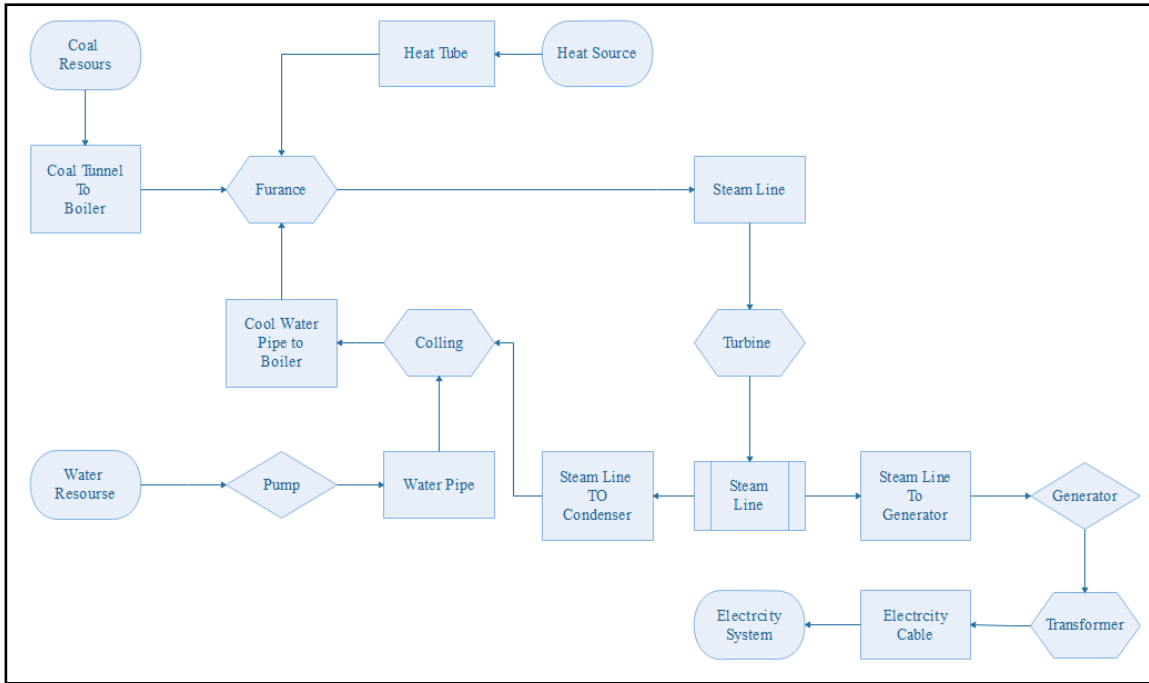 Coal
Resours
Heat Tube
Heat Source
Coal Tunnel
To
Boiler
Furance
Steam Line
Cool Water
Pipe to
Boiler
Colling
Turbine
Water
Resourse
Pump
Water Pipe
Steam Line
TO
Condenser
Steam
Line
Steam Line
To
Generator
Generator
Electrcity
System
Electrcity
Cable
Transformer